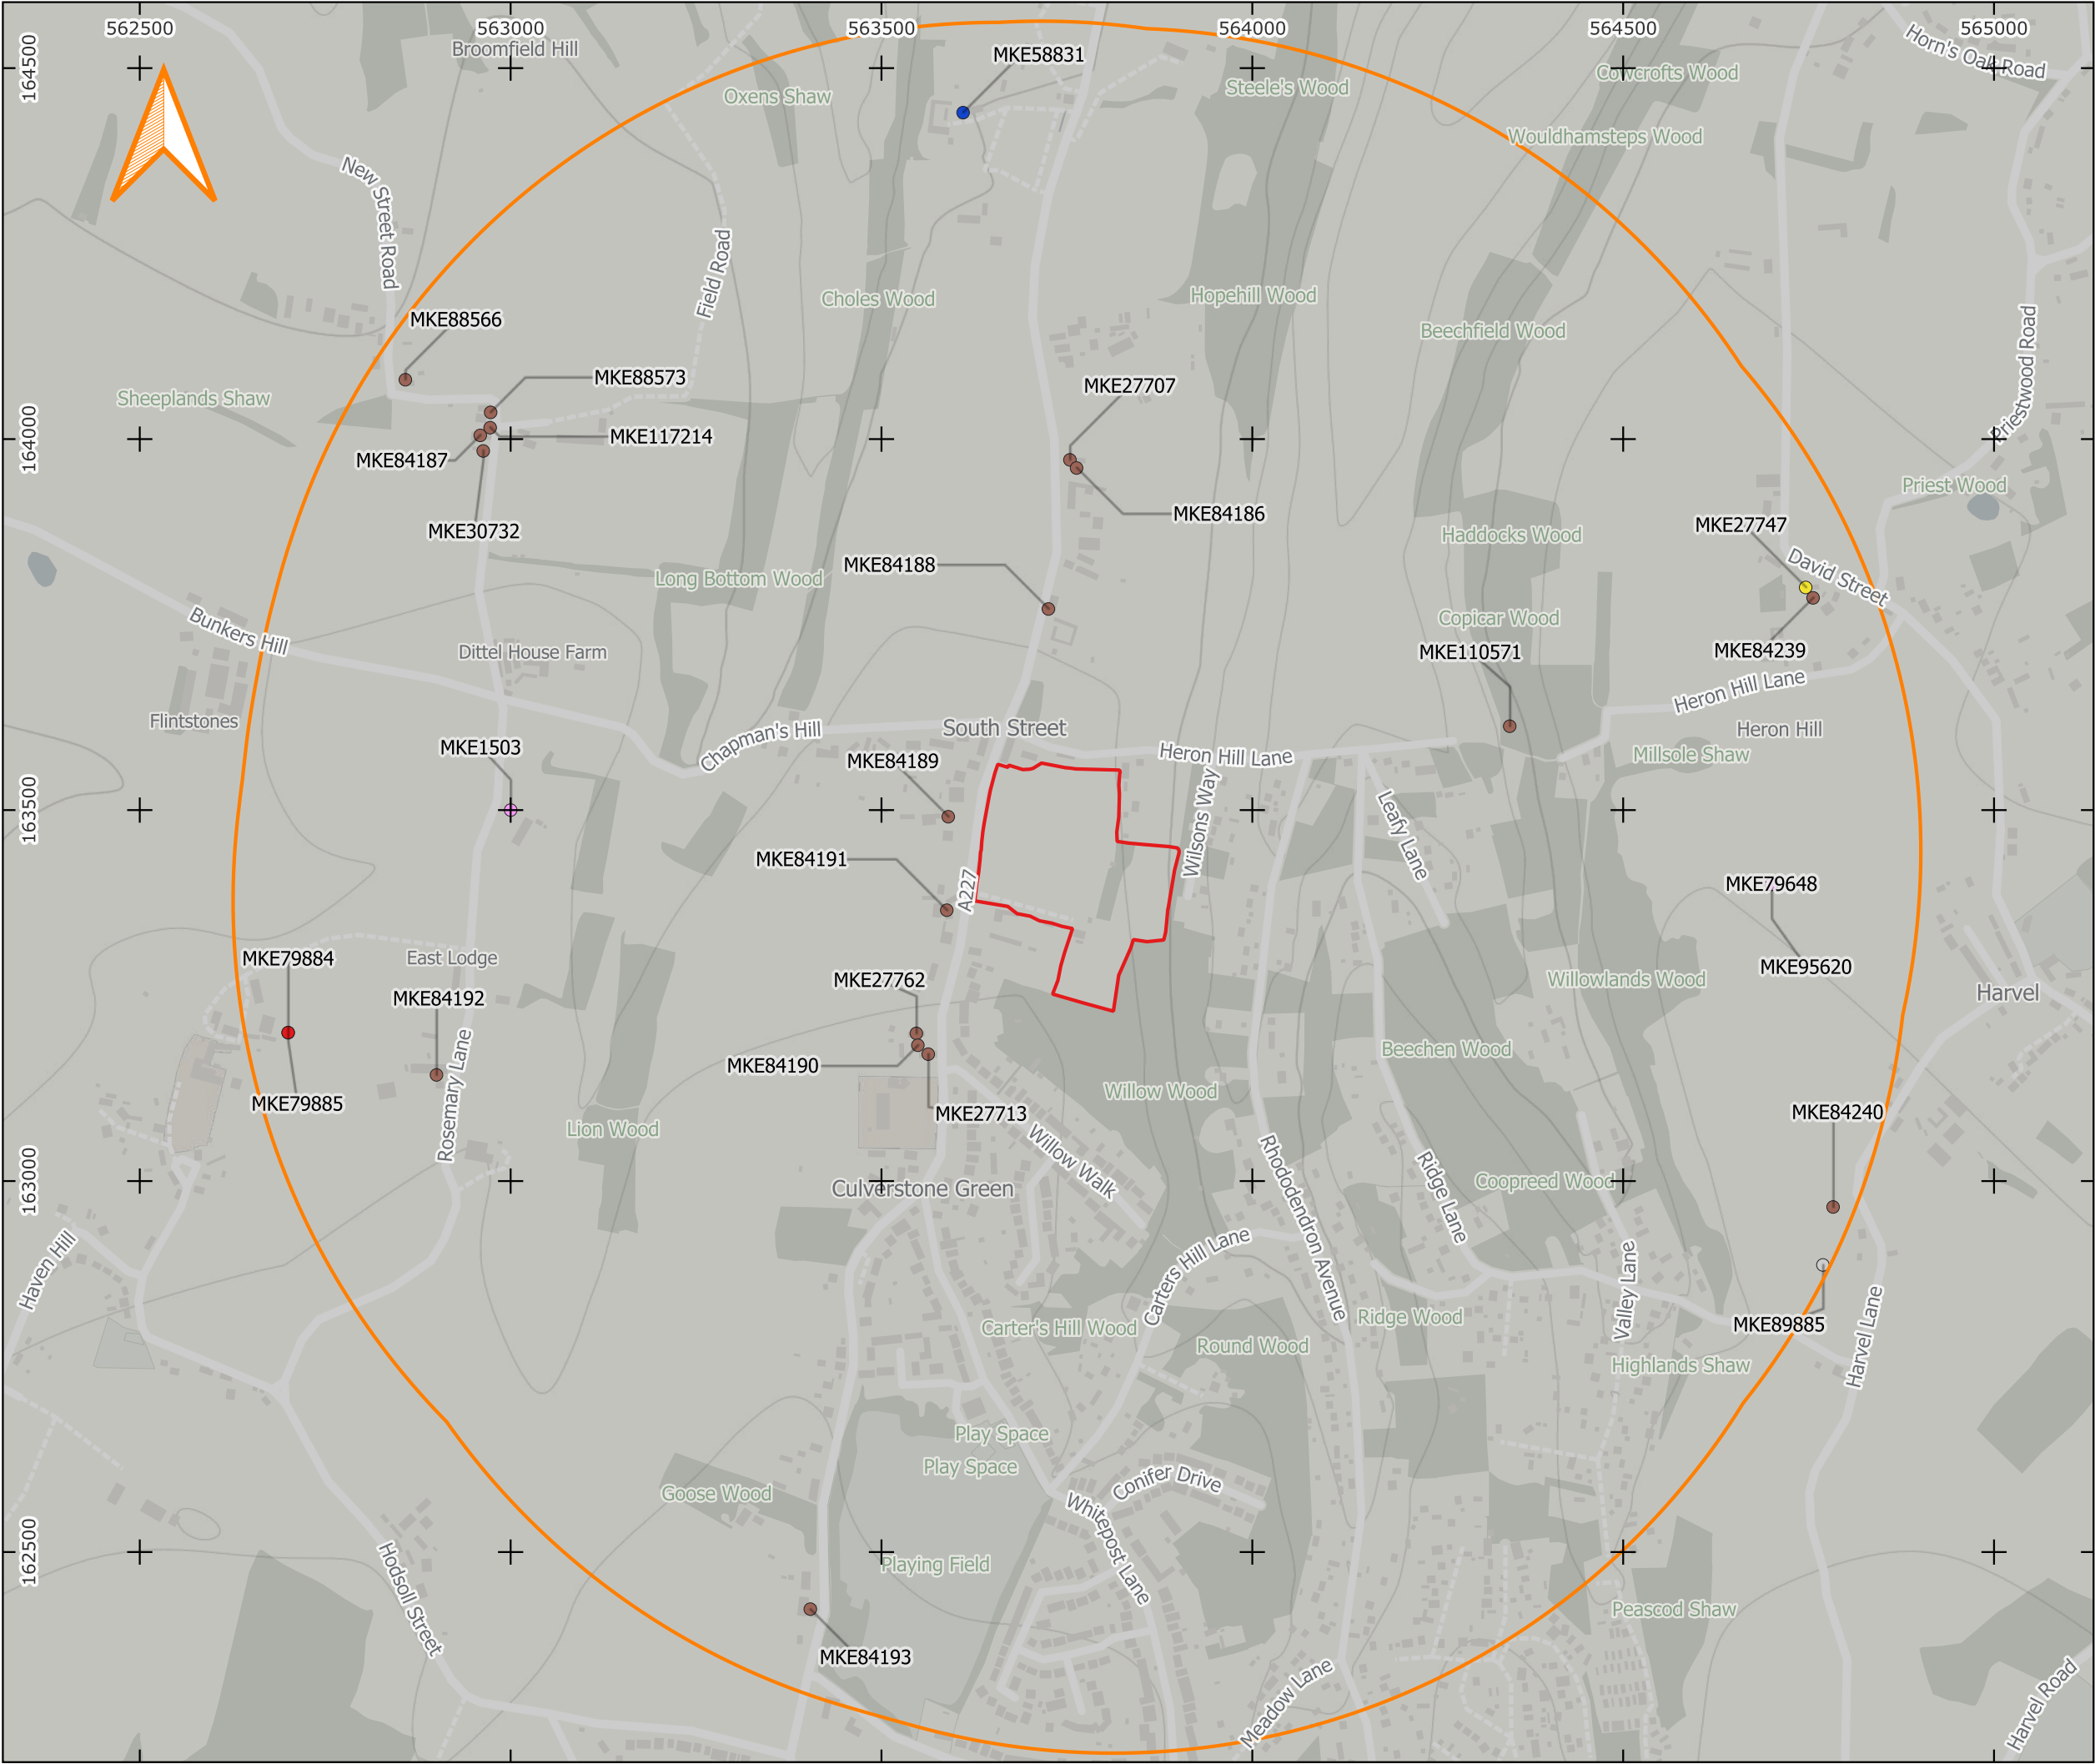 562500
563000
563500
564000
564500
565000
164500
164000
163500
163000
162500
Broomfield Hill
MKE58831
Horn's Oak Road
Oxens Shaw
Steele's Wood
Cowcrofts Wood
Wouldhamsteps Wood
New Street Road
Field Road
Choles Wood
Hopehill Wood
MKE88566
Beechfield Wood
Priestwood Road
MKE88573
MKE27707
Sheeplands Shaw
MKE117214
MKE84187
Priest Wood
MKE84186
MKE27747
MKE30732
Haddocks Wood
MKE84188
David Street
Long Bottom Wood
Copicar Wood
Bunkers Hill
Dittel House Farm
MKE110571
MKE84239
Heron Hill Lane
Flintstones
South Street
Chapman's Hill
Heron Hill
MKE1503
Heron Hill Lane
Millsole Shaw
MKE84189
Wilsons Way
Leafy Lane
MKE84191
A227
MKE79648
MKE79884
East Lodge
MKE95620
MKE27762
Willowlands Wood
Harvel
MKE84192
Beechen Wood
MKE84190
Rosemary Lane
Willow Wood
MKE79885
MKE27713
MKE84240
Lion Wood
Willow Walk
Culverstone Green
Rhododendron Avenue
Ridge Lane
Coopreed Wood
Haven Hill
Carters Hill Lane
Valley Lane
Ridge Wood
MKE89885
Harvel Lane
Carter's Hill Wood
Round Wood
Highlands Shaw
Play Space
Play Space
Conifer Drive
Goose Wood
Whitepost Lane
Playing Field
Hodsoll Street
Peascod Shaw
MKE84193
Meadow Lane
Harvel Road